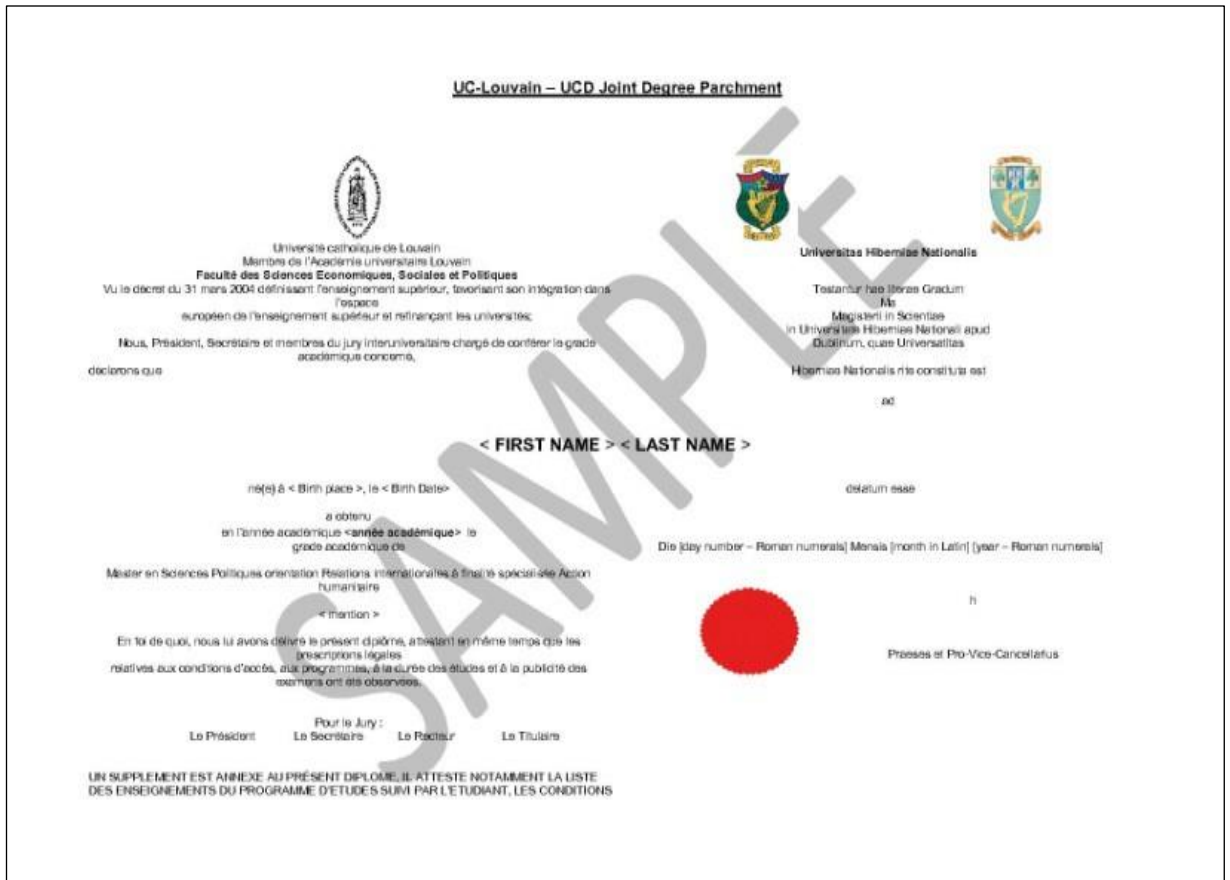 UC-Louvain – UCD Joint Degree Parchment
SAMPLE
Université catholique de Louvain
Membre de l'Académie universitaire Louvain
Faculté des Sciences Economiques, Sociales et Politiques
Vu le décret du 31 mars 2004 définissant l'enseignement supérieur, favorisant son intégration dans
l'espace
européen de l'enseignement supérieur et refinançant les universités;
Nous, Président, Secrétaire et membres du jury interuniversitaire chargé de conférer le grade
académique concerné,
déclarons que
Universitas Hiberniae Nationalis
Testantur hae literae Gradum
Ma
Magisterii in Scientiae
in Universitate Hiberniae Nationali apud
Dublinum, quae Universatitas
Hiberniae Nationalis rite constituta est
ad
< FIRST NAME > < LAST NAME >
né(e) à < Birth place >, le < Birth Date>
a obtenu
en l'année académique <année académique> le
grade académique de
Master en Sciences Politiques orientation Relations internationales à finalité spécialisée Action
humanitaire
< mention >
En foi de quoi, nous lui avons délivré le présent diplôme, attestant en même temps que les
prescriptions légales
relatives aux conditions d'accès, aux programmes, à la durée des études et à la publicité des
examens ont été observées.
Pour le Jury :
Le Président Le Secrétaire Le Recteur Le Titulaire
UN SUPPLEMENT EST ANNEXE AU PRÉSENT DIPLOME, IL ATTESTE NOTAMMENT LA LISTE
DES ENSEIGNEMENTS DU PROGRAMME D'ETUDES SUIVI PAR L'ETUDIANT, LES CONDITIONS
delatum esse
Die [day number – Roman numerals] Mensis [month in Latin] [year – Roman numerals]
h
Praeses et Pro-Vice-Cancellarius